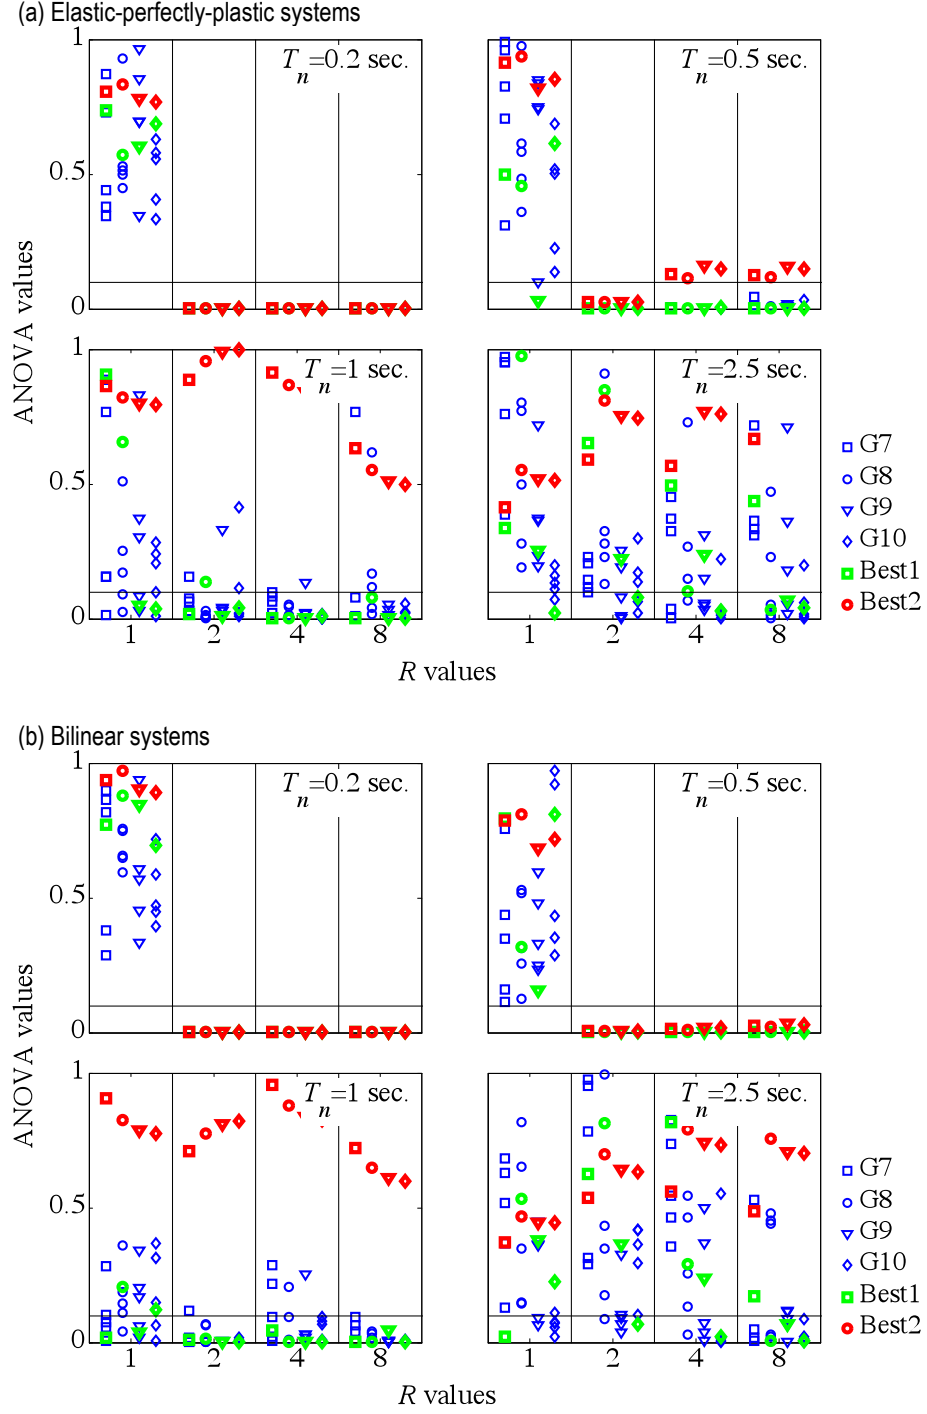 (a) Elastic-perfectly-plastic systems
T n=0.2 sec.
T n=0.5 sec.
1
0.5
0
T n=1 sec.
T n=2.5 sec.
1
0.5
0
ANOVA values
1 2 4 8
1 2 4 8
R values
G7
G8
G9
G10
Best1
Best2
(b) Bilinear systems
T n=0.2 sec.
T n=0.5 sec.
1
0.5
0
T n=1 sec.
T n=2.5 sec.
1
0.5
0
ANOVA values
1 2 4 8
1 2 4 8
R values
G7
G8
G9
G10
Best1
Best2